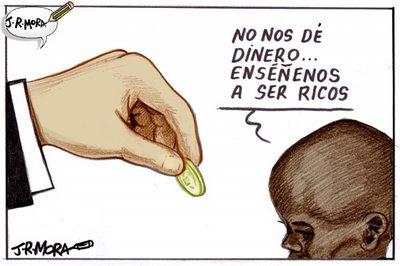 J.R.MORA
NO NOS DÉ
DINERO...
ENSÉÑENOS
A SER RICOS
J.R.MORA